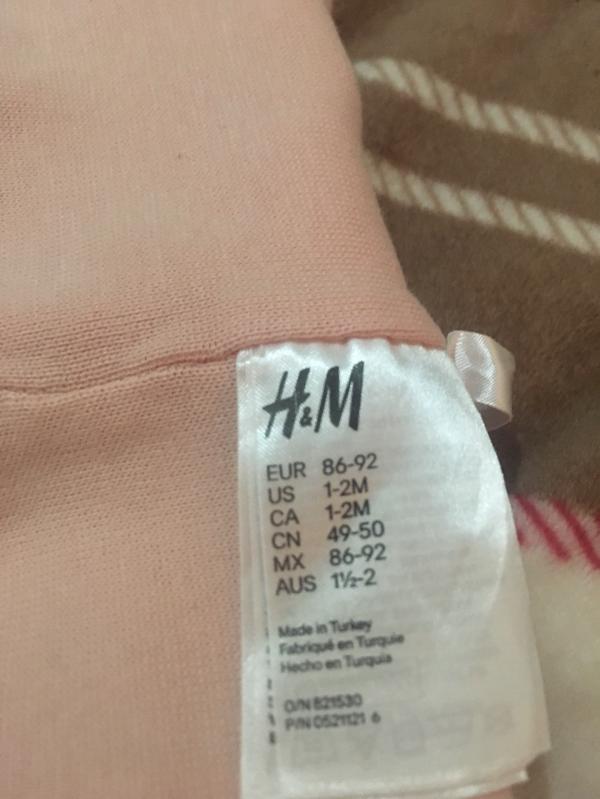 H&M
EUR 86-92
US 1-2M
CA 1-2M
CN 49-50
MX 86-92
AUS 1½-2
Made in Turkey
Fabriqué en Turquie
Hecho en Turquia
O/N 821530
P/N 0521121 6